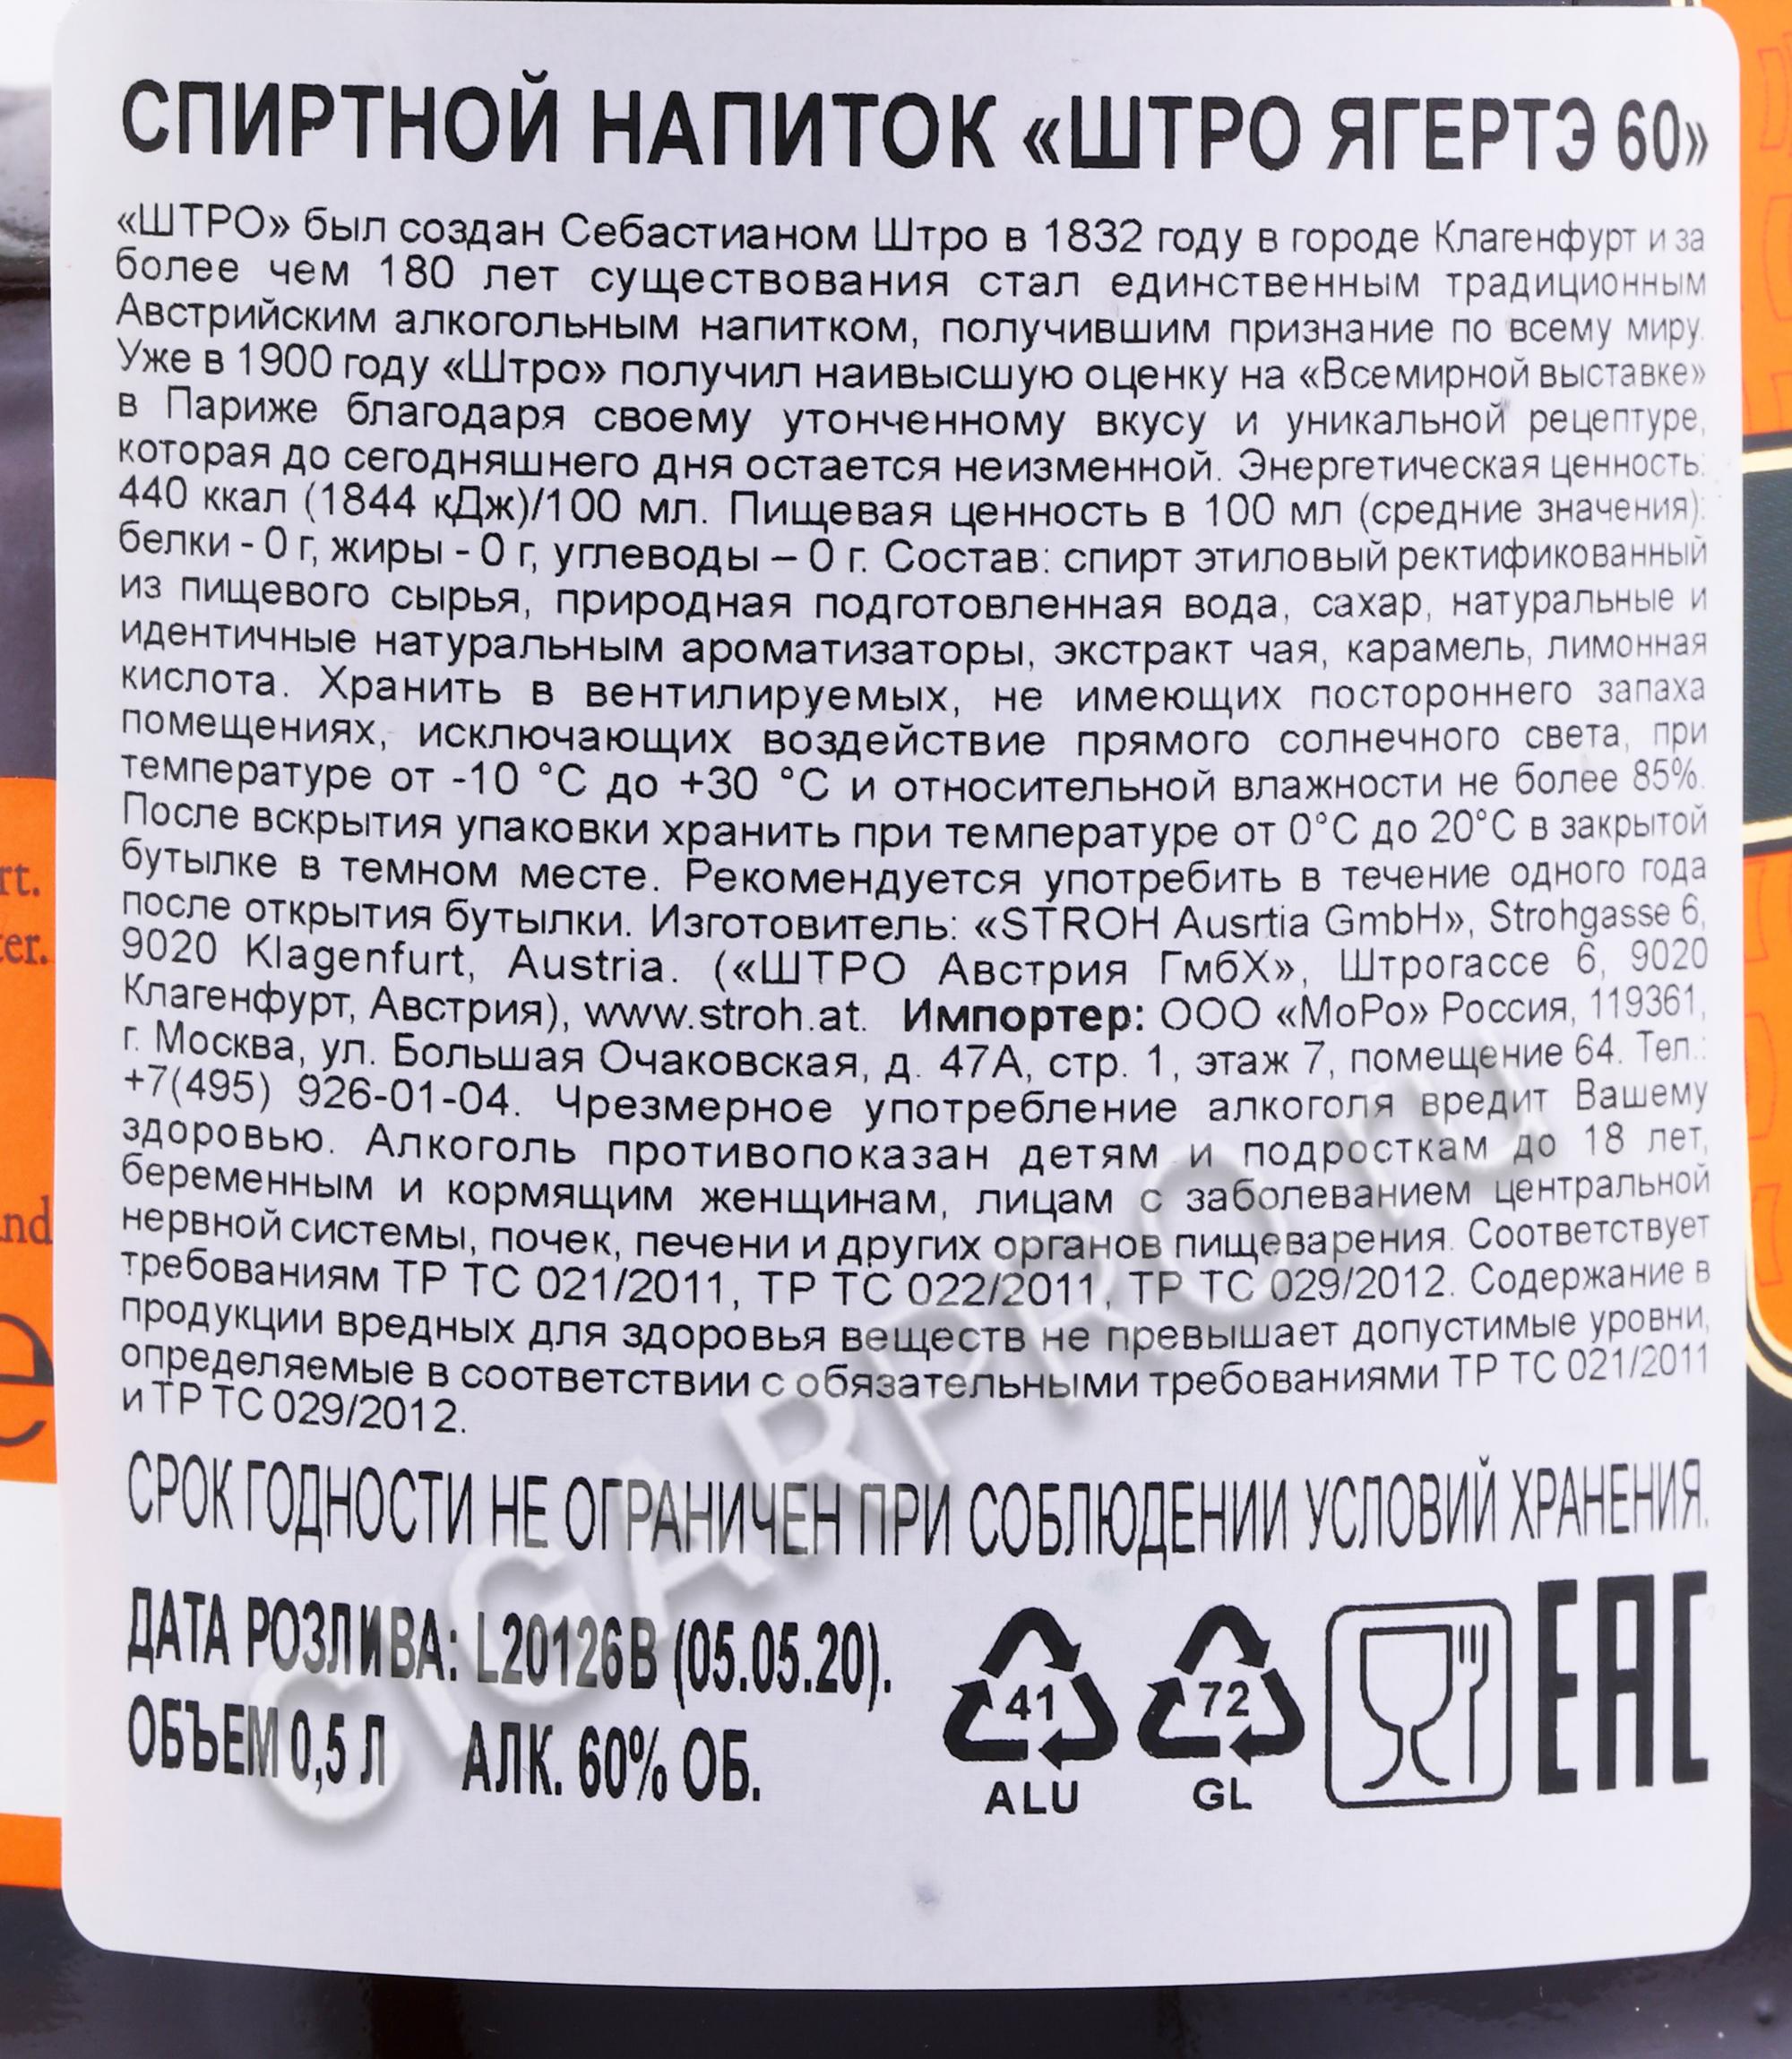 СПИРТНОЙ НАПИТОК «ШТРО ЯГЕРТЭ 60»
«ШТРО» был создан Себастианом Штро в 1832 году в городе Клагенфурт и за
более чем 180 лет существования стал единственным традиционным
Австрийским алкогольным напитком, получившим признание по всему миру.
Уже в 1900 году «Штро» получил наивысшую оценку на «Всемирной выставке»
в Париже благодаря своему утонченному вкусу и уникальной рецептуре,
которая до сегодняшнего дня остается неизменной. Энергетическая ценность:
440 ккал (1844 кДж)/100 мл. Пищевая ценность в 100 мл (средние значения):
белки - 0 г, жиры - 0 г, углеводы – 0 г. Состав: спирт этиловый ректификованный
из пищевого сырья, природная подготовленная вода, сахар, натуральные и
идентичные натуральным ароматизаторы, экстракт чая, карамель, лимонная
кислота. Хранить в вентилируемых, не имеющих постороннего запаха
помещениях, исключающих воздействие прямого солнечного света, при
температуре от -10 °С до +30 °С и относительной влажности не более 85%.
После вскрытия упаковки хранить при температуре от 0°С до 20°С в закрытой
бутылке в темном месте. Рекомендуется употребить в течение одного года
после открытия бутылки. Изготовитель: «STROH Ausrtia GmbH», Strohgasse 6,
9020 Klagenfurt, Austria. («ШТРО Австрия ГмбХ», Штрогассе 6, 9020
Клагенфурт, Австрия), www.stroh.at. Импортер: ООО «МоРо» Россия, 119361,
г. Москва, ул. Большая Очаковская, д. 47А, стр. 1, этаж 7, помещение 64. Тел.:
+7(495) 926-01-04. Чрезмерное употребление алкоголя вредит Вашему
здоровью. Алкоголь противопоказан детям и подросткам до 18 лет,
беременным и кормящим женщинам, лицам с заболеванием центральной
нервной системы, почек, печени и других органов пищеварения. Соответствует
требованиям ТР ТС 021/2011, ТР ТС 022/2011, ТР ТС 029/2012. Содержание в
продукции вредных для здоровья веществ не превышает допустимые уровни,
определяемые в соответствии с обязательными требованиями ТР ТС 021/2011
и ТР ТС 029/2012.
СРОК ГОДНОСТИ НЕ ОГРАНИЧЕН ПРИ СОБЛЮДЕНИИ УСЛОВИЙ ХРАНЕНИЯ.
ДАТА РОЗЛИВА: L20126B (05.05.20).
ОБЪЕМ 0,5 Л АЛК. 60% ОБ.
41 72
ALU GL
EAC
CIGARPRO.ru
rt.
er.
nd
e